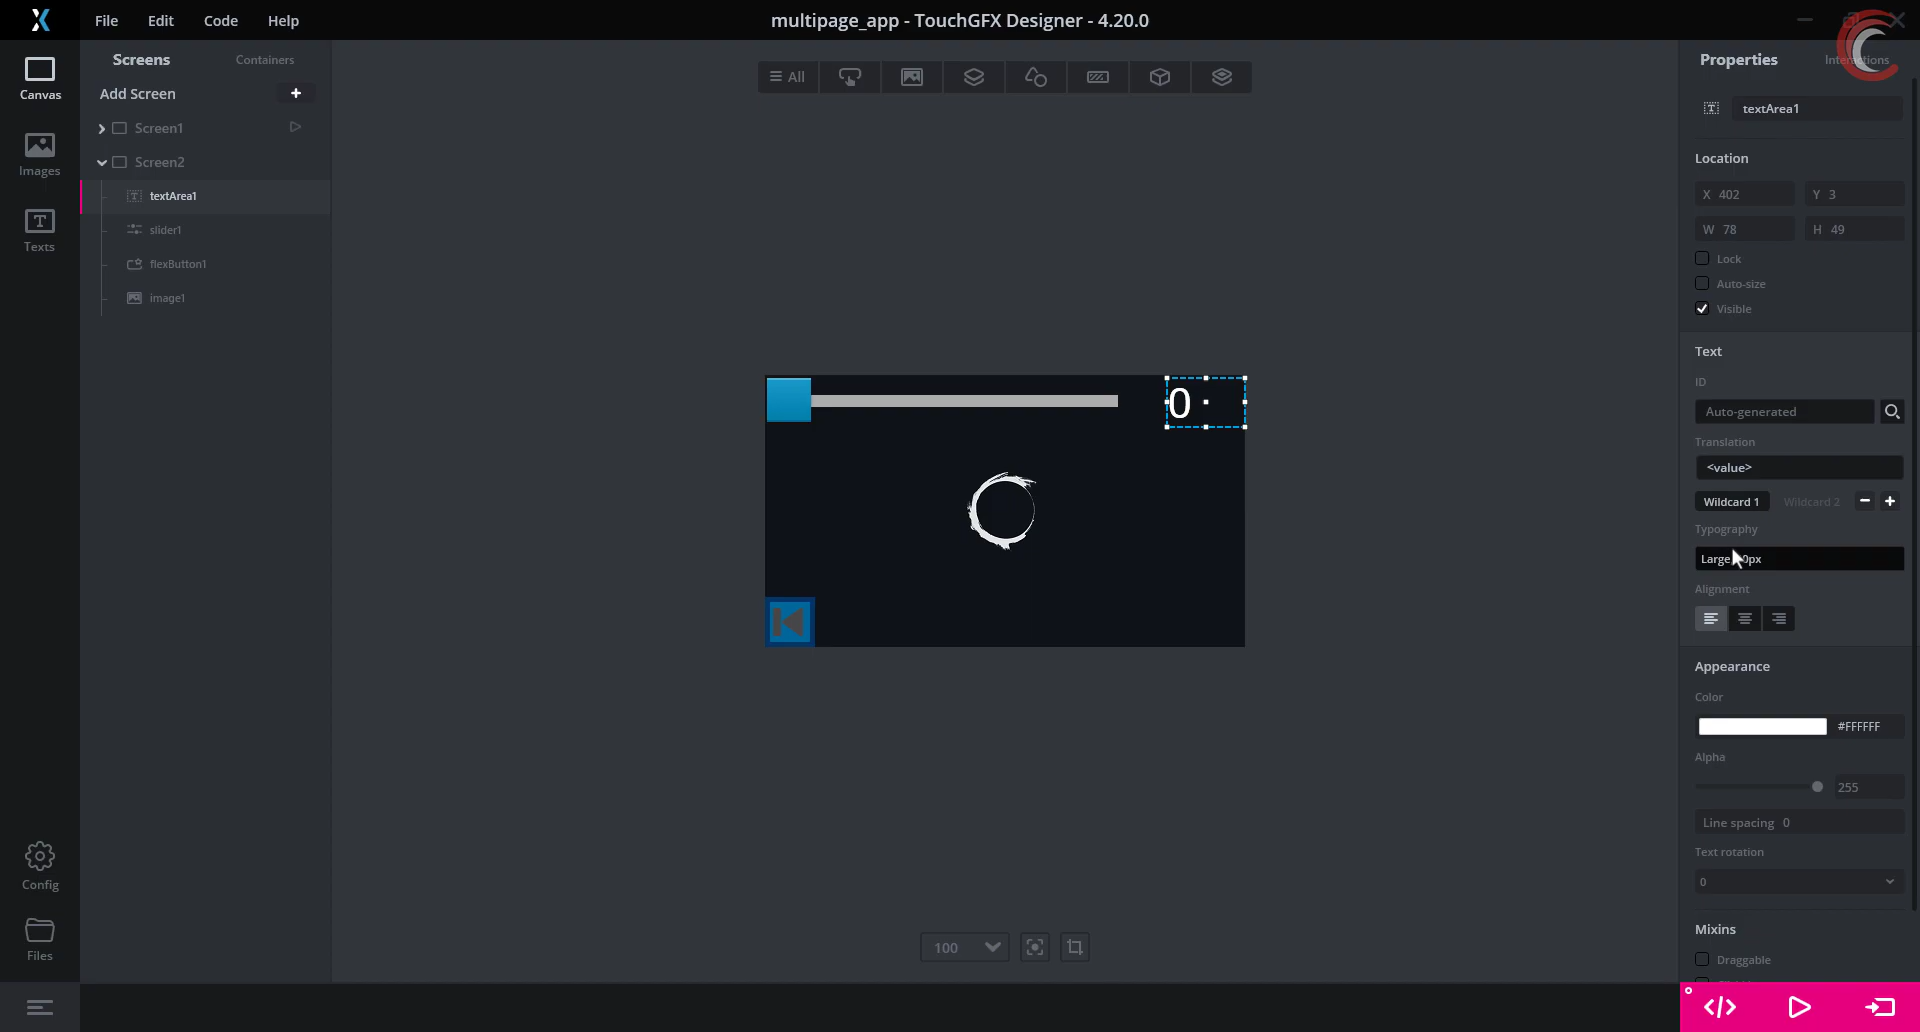 File Edit Code Help
multipage_app - TouchGFX Designer - 4.20.0
Canvas
Images
Texts
Config
Files
Screens Containers
Add Screen +
Screen1
Screen2
textArea1
slider1
flexButton1
image1
All
0
100
Properties
textArea1
Location
X 402 Y 3
W 78 H 49
Lock
Auto-size
Visible
Text
ID
Auto-generated
Translation
<value>
Wildcard 1 Wildcard 2 - +
Typography
Alignment
Appearance
Color
#FFFFFF
Alpha
255
Line spacing 0
Text rotation
0
Mixins
Draggable